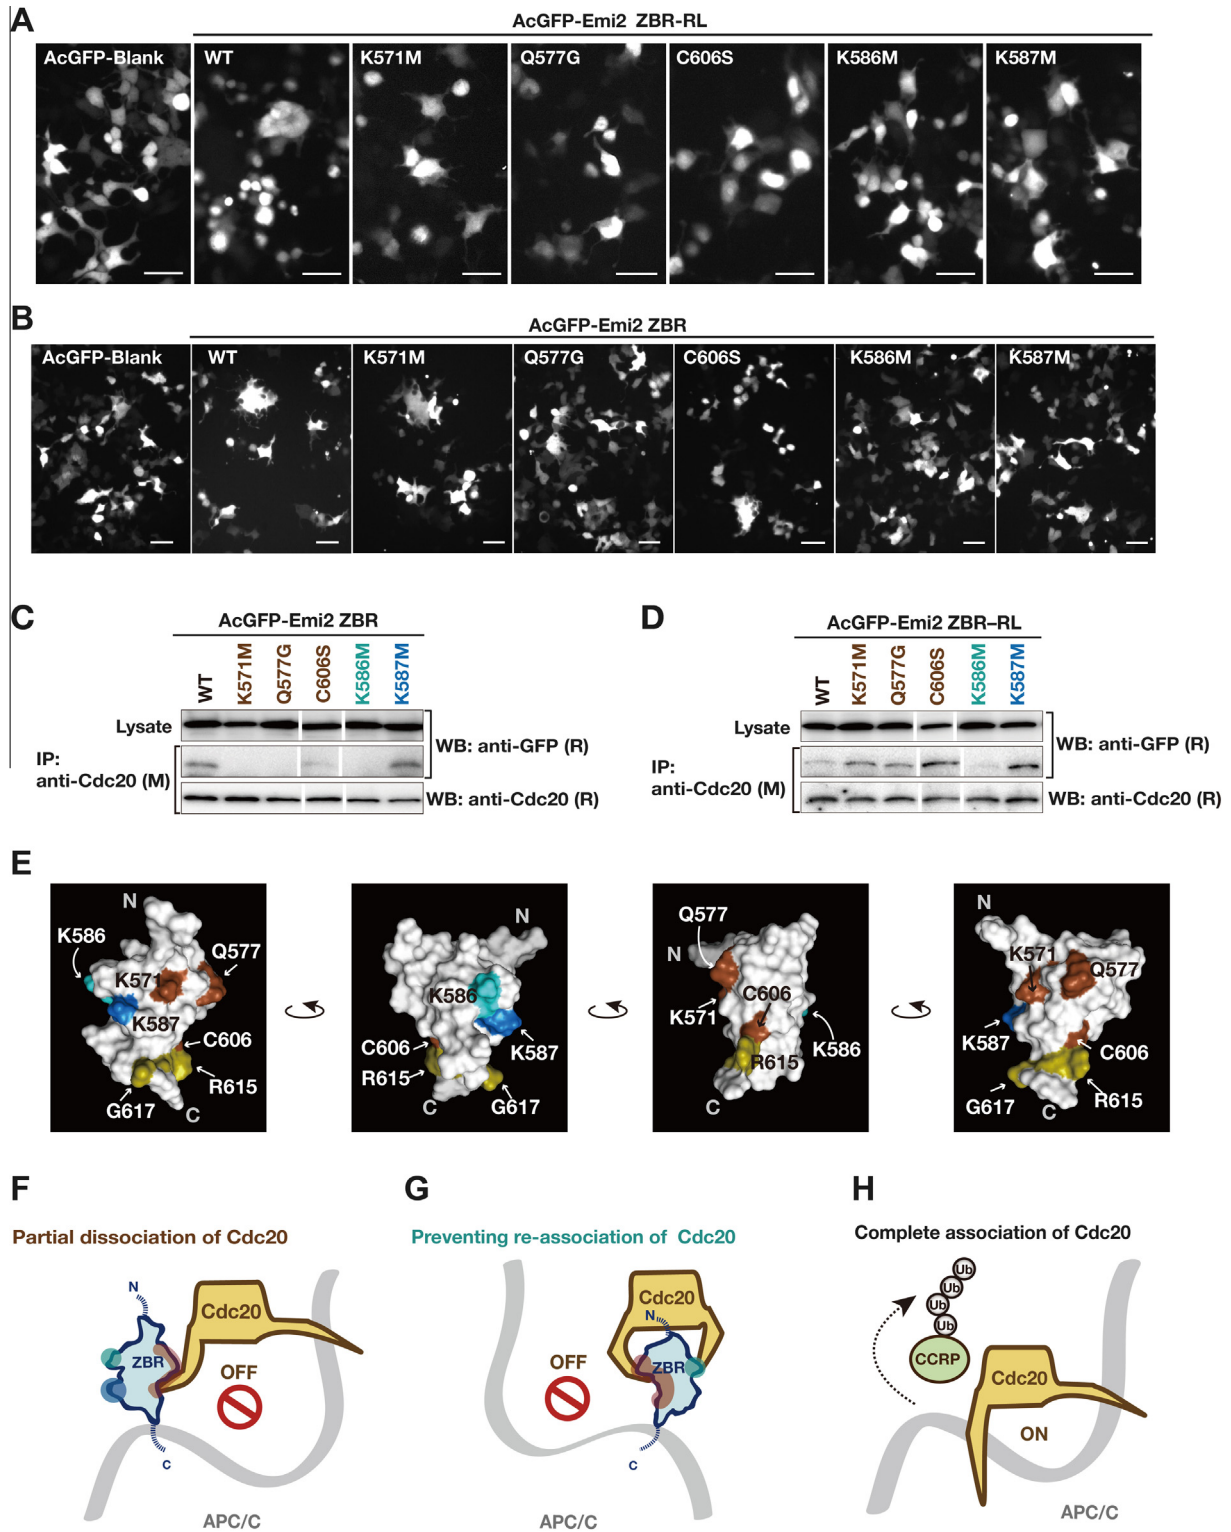 A
AcGFP-Emi2 ZBR-RL
AcGFP-Blank WT K571M Q577G C606S K586M K587M
B
AcGFP-Emi2 ZBR
AcGFP-Blank WT K571M Q577G C606S K586M K587M
C
AcGFP-Emi2 ZBR
WT K571M Q577G C606S K586M K587M
Lysate
WB: anti-GFP (R)
IP:
anti-Cdc20 (M)
WB: anti-Cdc20 (R)
D
AcGFP-Emi2 ZBR–RL
WT K571M Q577G C606S K586M K587M
Lysate
WB: anti-GFP (R)
IP:
anti-Cdc20 (M)
WB: anti-Cdc20 (R)
E
N
K586
Q577
K571
K587
C606
R615
G617
C
N
K586
C606
K587
R615
G617
C
Q577
N
C606
K571
K586
R615
C
N
K571
Q577
K587
C606
G617
R615
C
F
Partial dissociation of Cdc20
N
Cdc20
ZBR
OFF
C
APC/C
G
Preventing re-association of Cdc20
Cdc20
N
ZBR
OFF
C
APC/C
H
Complete association of Cdc20
Ub
Ub
Ub
Ub
CCRP
Cdc20
ON
APC/C